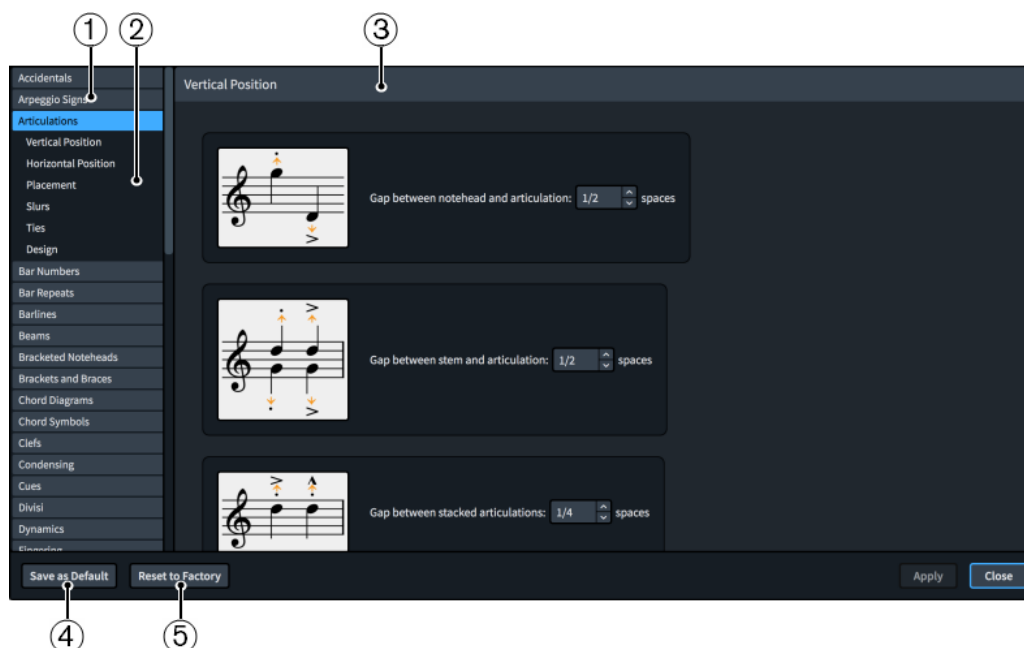 ① ② ③
Accidentals
Arpeggio Signs
Articulations
Vertical Position
Horizontal Position
Placement
Slurs
Ties
Design
Bar Numbers
Bar Repeats
Barlines
Beams
Bracketed Noteheads
Brackets and Braces
Chord Diagrams
Chord Symbols
Clefs
Condensing
Cues
Divisi
Dynamics
Fingering
Vertical Position
Gap between notehead and articulation: 1/2 spaces
Gap between stem and articulation: 1/2 spaces
Gap between stacked articulations: 1/4 spaces
Save as Default Reset to Factory Apply Close
④ ⑤